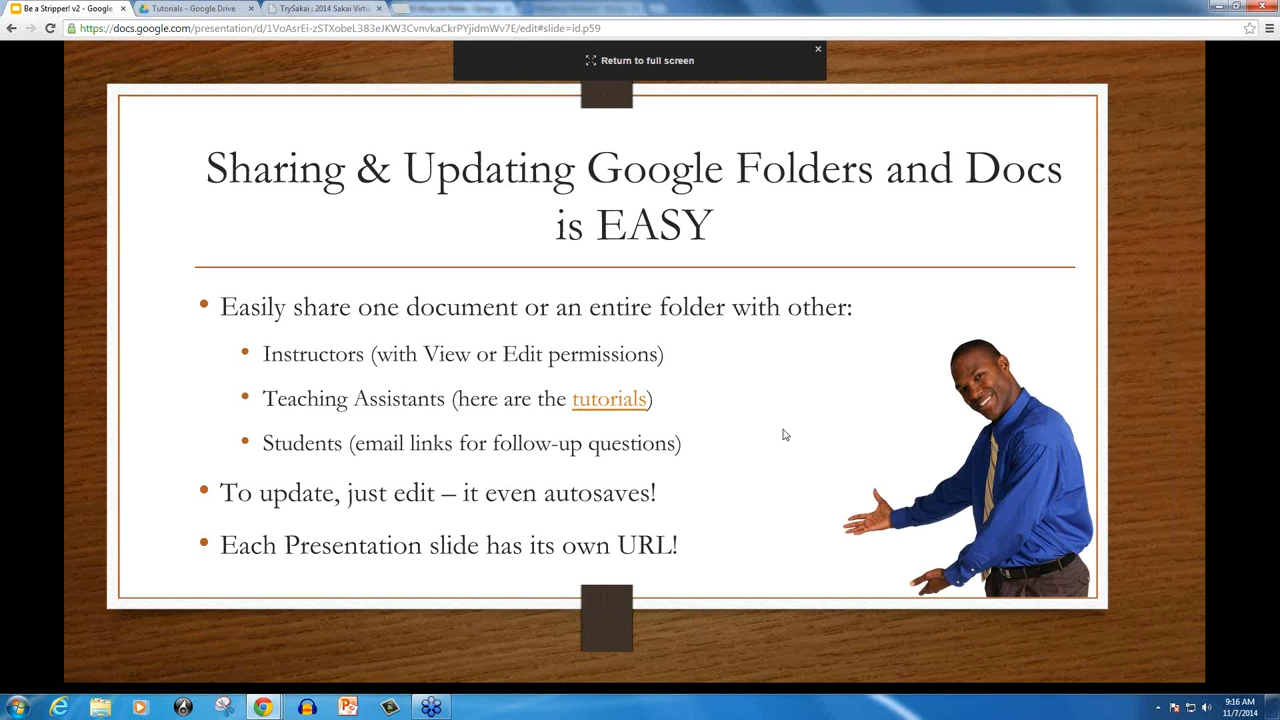 Be a Stripper! v2 - Google
Tutorials - Google Drive
TrySakai : 2014 Sakai Virtu
https://docs.google.com/presentation/d/1VoAsrEi-zSTXobeL383eJKW3CvnvkaCkrPYjidmWv7E/edit#slide=id.p59
Return to full screen
Sharing & Updating Google Folders and Docs
is EASY
• Easily share one document or an entire folder with other:
• Instructors (with View or Edit permissions)
• Teaching Assistants (here are the tutorials)
• Students (email links for follow-up questions)
• To update, just edit – it even autosaves!
• Each Presentation slide has its own URL!
9:16 AM
11/7/2014